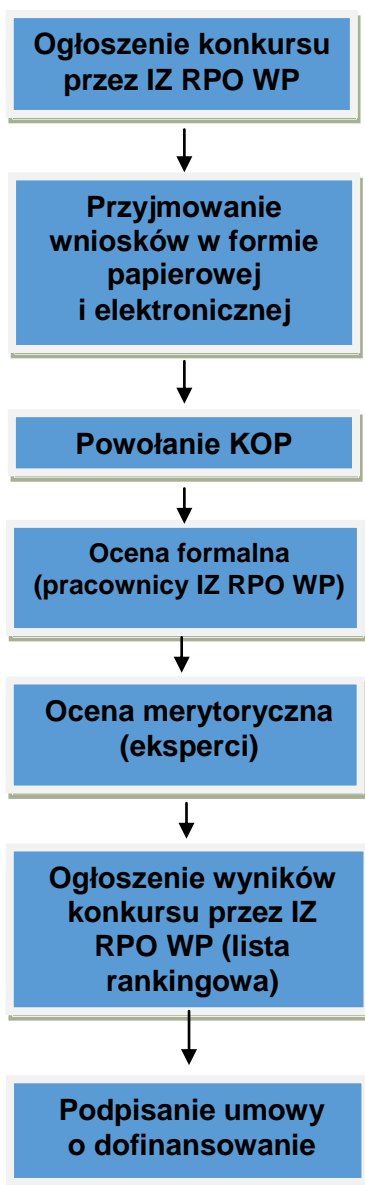 Ogłoszenie konkursu
przez IZ RPO WP
Przyjmowanie
wniosków w formie
papierowej
i elektronicznej
Powołanie KOP
Ocena formalna
(pracownicy IZ RPO WP)
Ocena merytoryczna
(eksperci)
Ogłoszenie wyników
konkursu przez IZ
RPO WP (lista
rankingowa)
Podpisanie umowy
o dofinansowanie